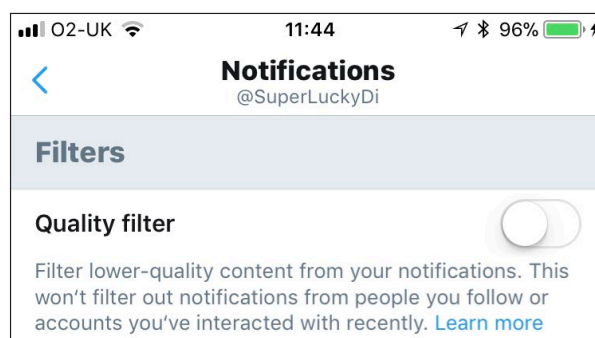 O2-UK 11:44 96%
Notifications
@SuperLuckyDi
Filters
Quality filter
Filter lower-quality content from your notifications. This
won't filter out notifications from people you follow or
accounts you've interacted with recently. Learn more